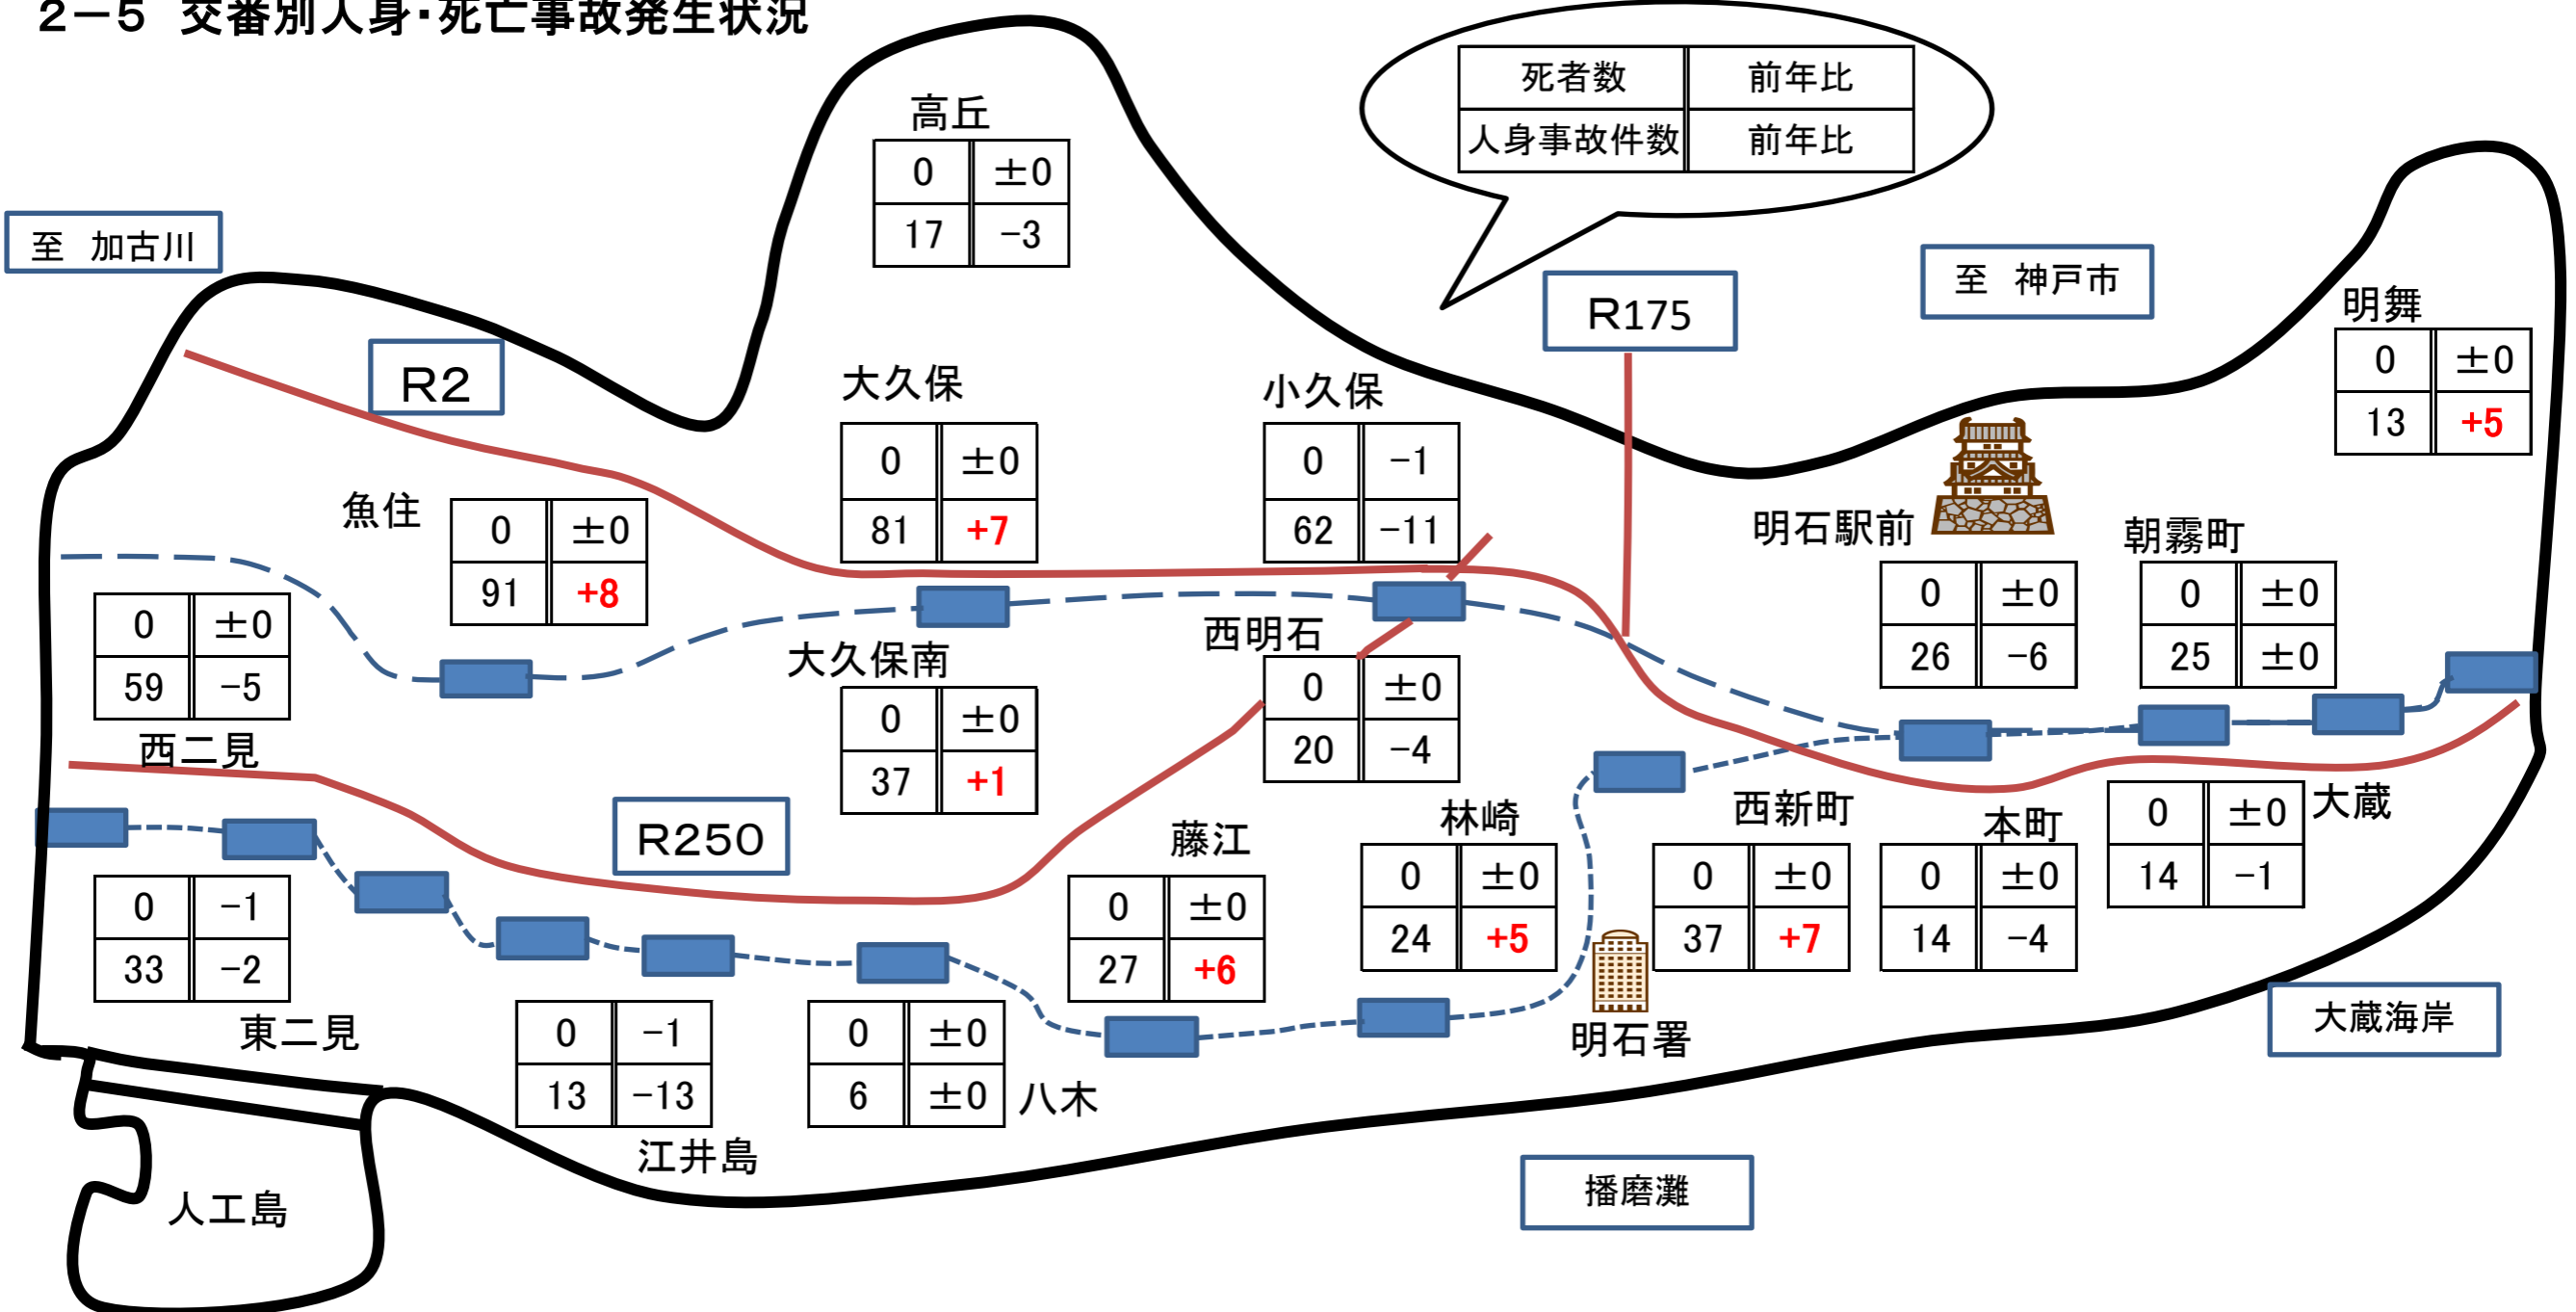 2－5 交番別人身・死亡事故発生状況
死者数 前年比
人身事故件数 前年比
高丘
0 ±0
17 −3
至 加古川
至 神戸市
R175
明舞
0 ±0
13 +5
R2
大久保
0 ±0
81 +7
小久保
0 −1
62 −11
魚住
0 ±0
91 +8
明石駅前
0 ±0
26 −6
朝霧町
0 ±0
25 ±0
0 ±0
59 −5
西二見
大久保南
0 ±0
37 +1
西明石
0 ±0
20 −4
R250
藤江
0 ±0
27 +6
林崎
0 ±0
24 +5
西新町
0 ±0
37 +7
本町
0 ±0
14 −4
大蔵
0 ±0
14 −1
0 −1
33 −2
東二見
0 −1
13 −13
江井島
0 ±0
6 ±0
八木
明石署
大蔵海岸
播磨灘
人工島